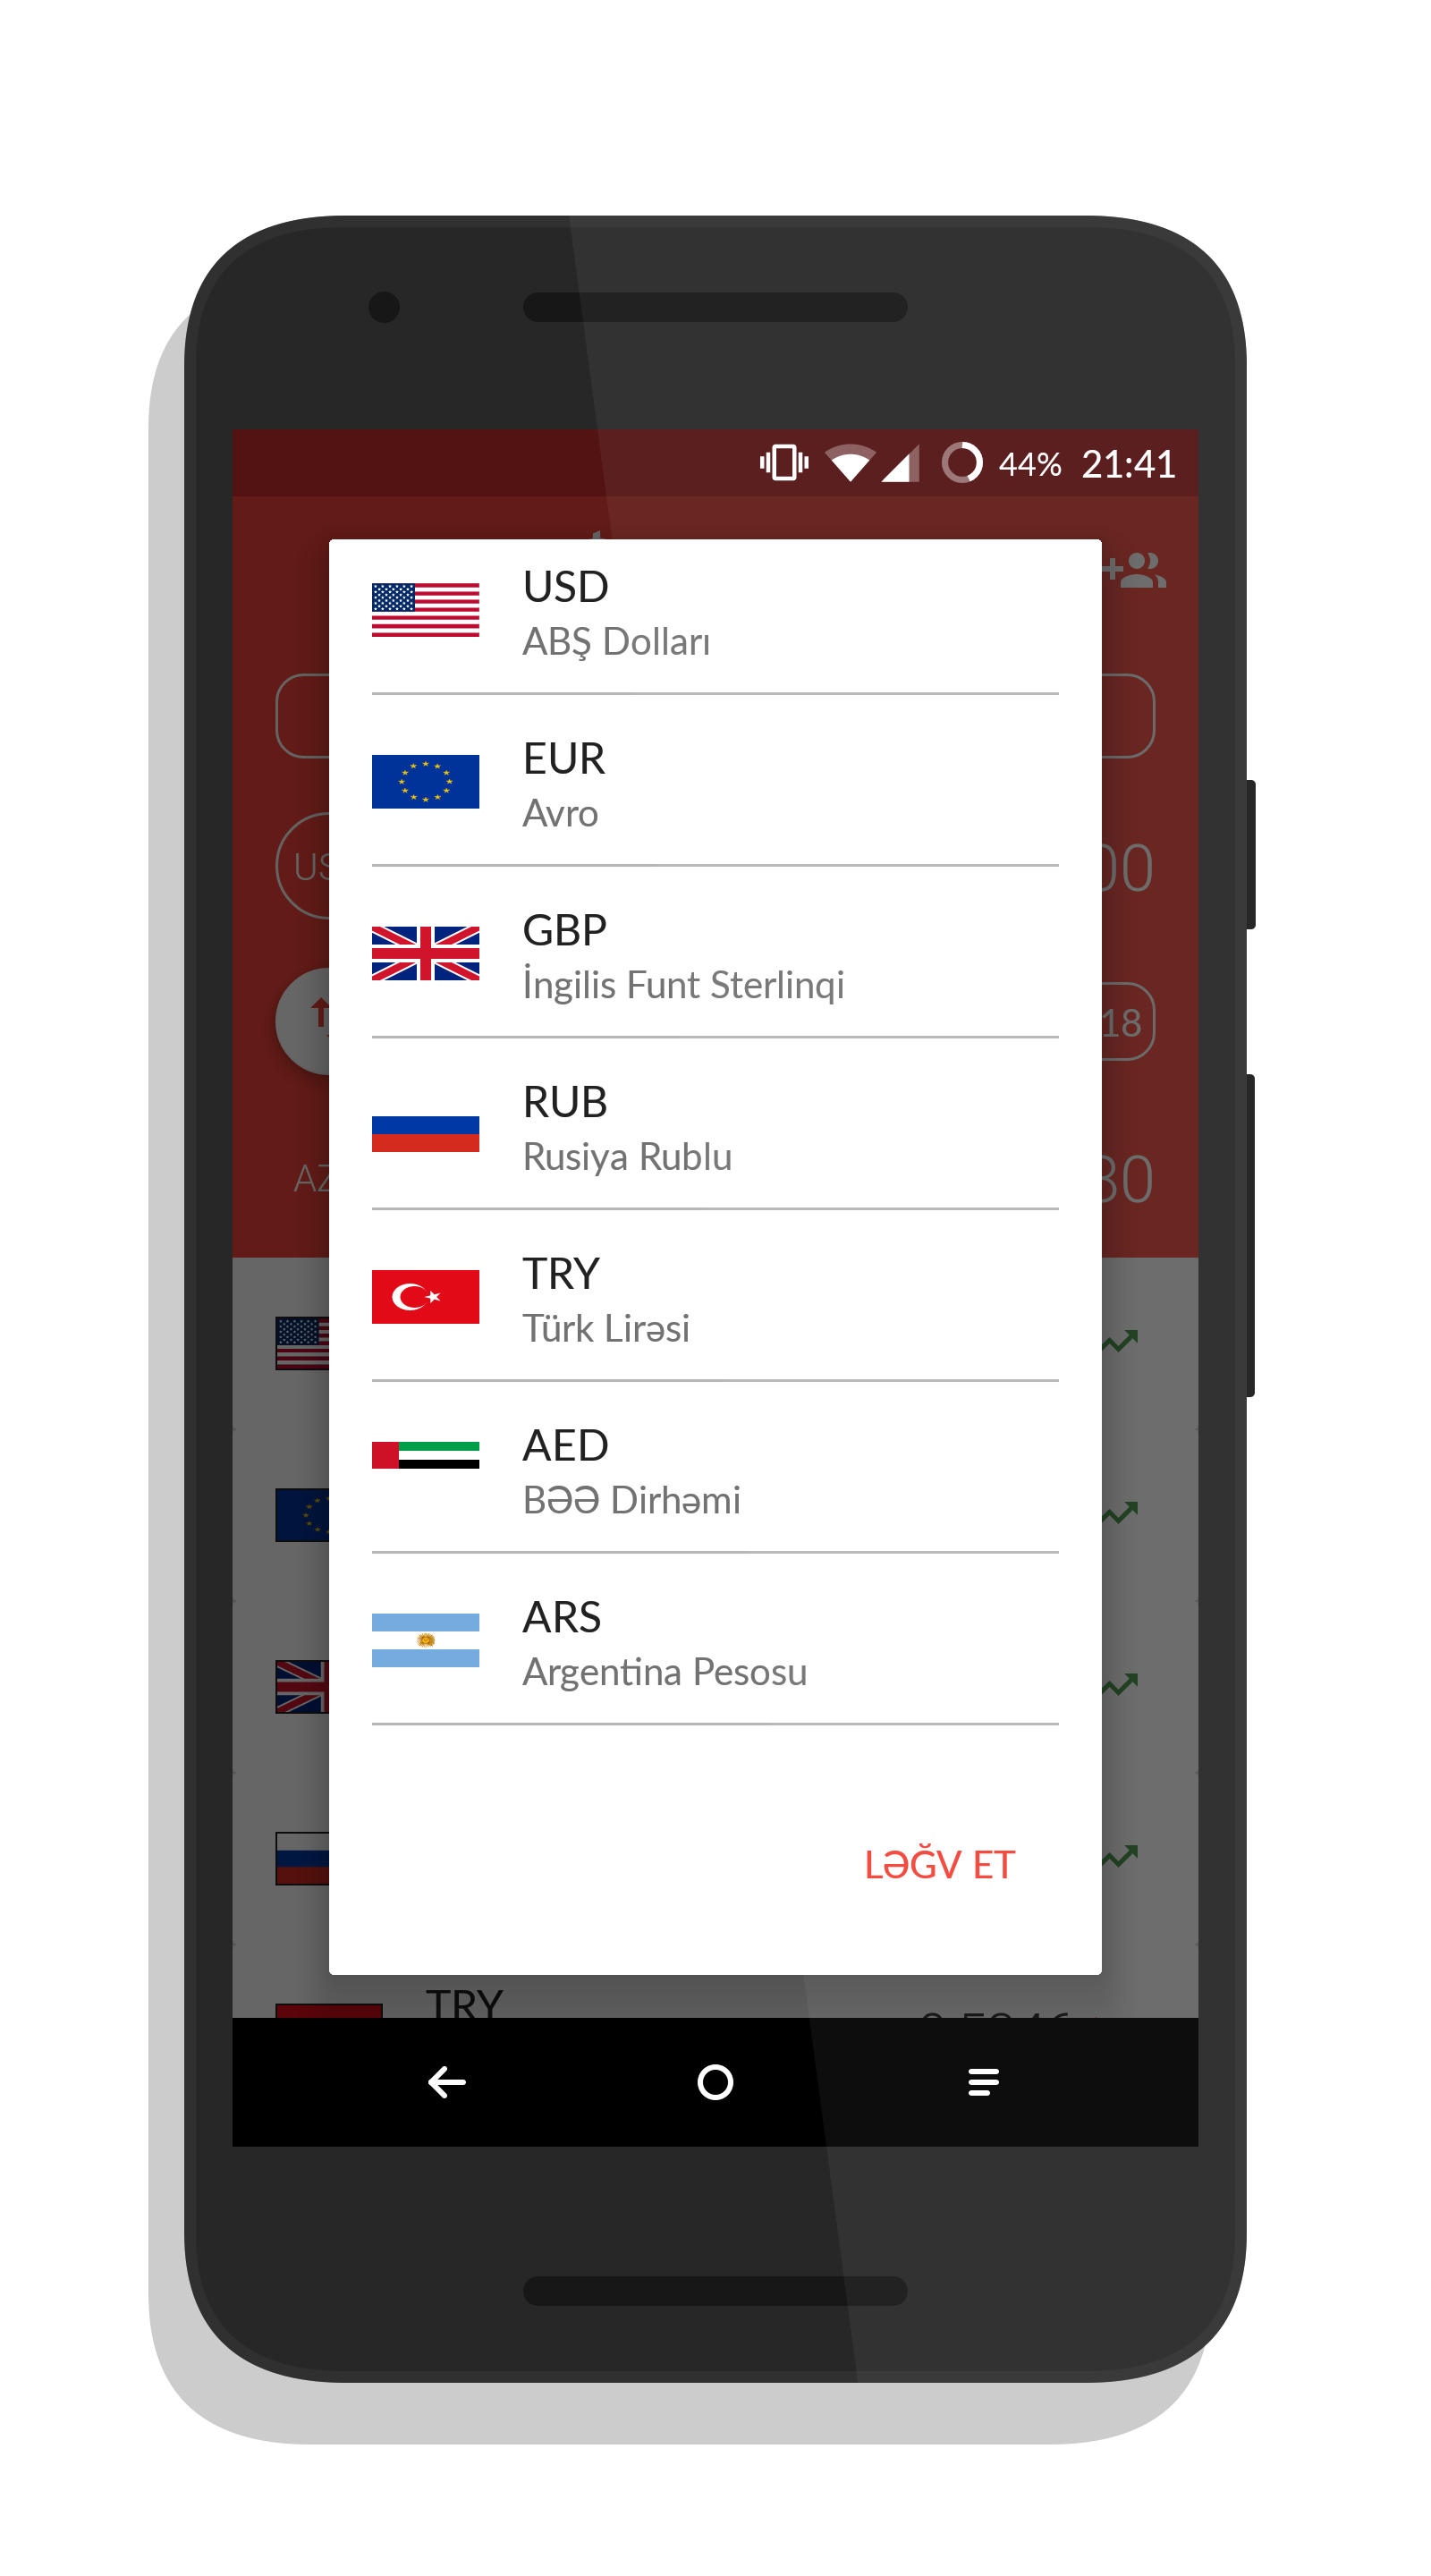 44% 21:41
USD
ABŞ Dolları
EUR
Avro
GBP
İngilis Funt Sterlinqi
RUB
Rusiya Rublu
TRY
Türk Lirəsi
AED
BƏƏ Dirhəmi
ARS
Argentina Pesosu
LƏĞV ET
TRY